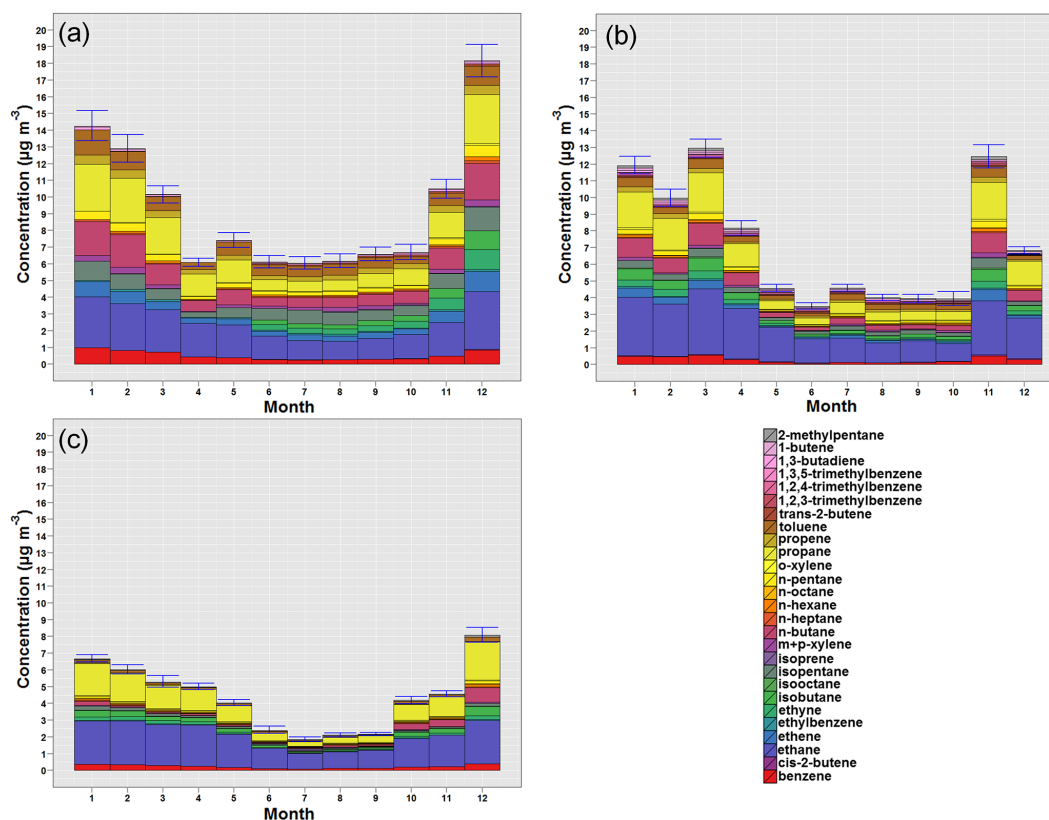 (a)
20
19
18
17
16
15
14
13
12
11
10
9
8
7
6
5
4
3
2
1
0
Concentration (µg m⁻³)
1 2 3 4 5 6 7 8 9 10 11 12
Month
(b)
20
19
18
17
16
15
14
13
12
11
10
9
8
7
6
5
4
3
2
1
0
Concentration (µg m⁻³)
1 2 3 4 5 6 7 8 9 10 11 12
Month
(c)
20
19
18
17
16
15
14
13
12
11
10
9
8
7
6
5
4
3
2
1
0
Concentration (µg m⁻³)
1 2 3 4 5 6 7 8 9 10 11 12
Month
2-methylpentane
1-butene
1,3-butadiene
1,3,5-trimethylbenzene
1,2,4-trimethylbenzene
1,2,3-trimethylbenzene
trans-2-butene
toluene
propene
propane
o-xylene
n-pentane
n-octane
n-hexane
n-heptane
n-butane
m+p-xylene
isoprene
isopentane
isooctane
isobutane
ethyne
ethylbenzene
ethene
ethane
cis-2-butene
benzene